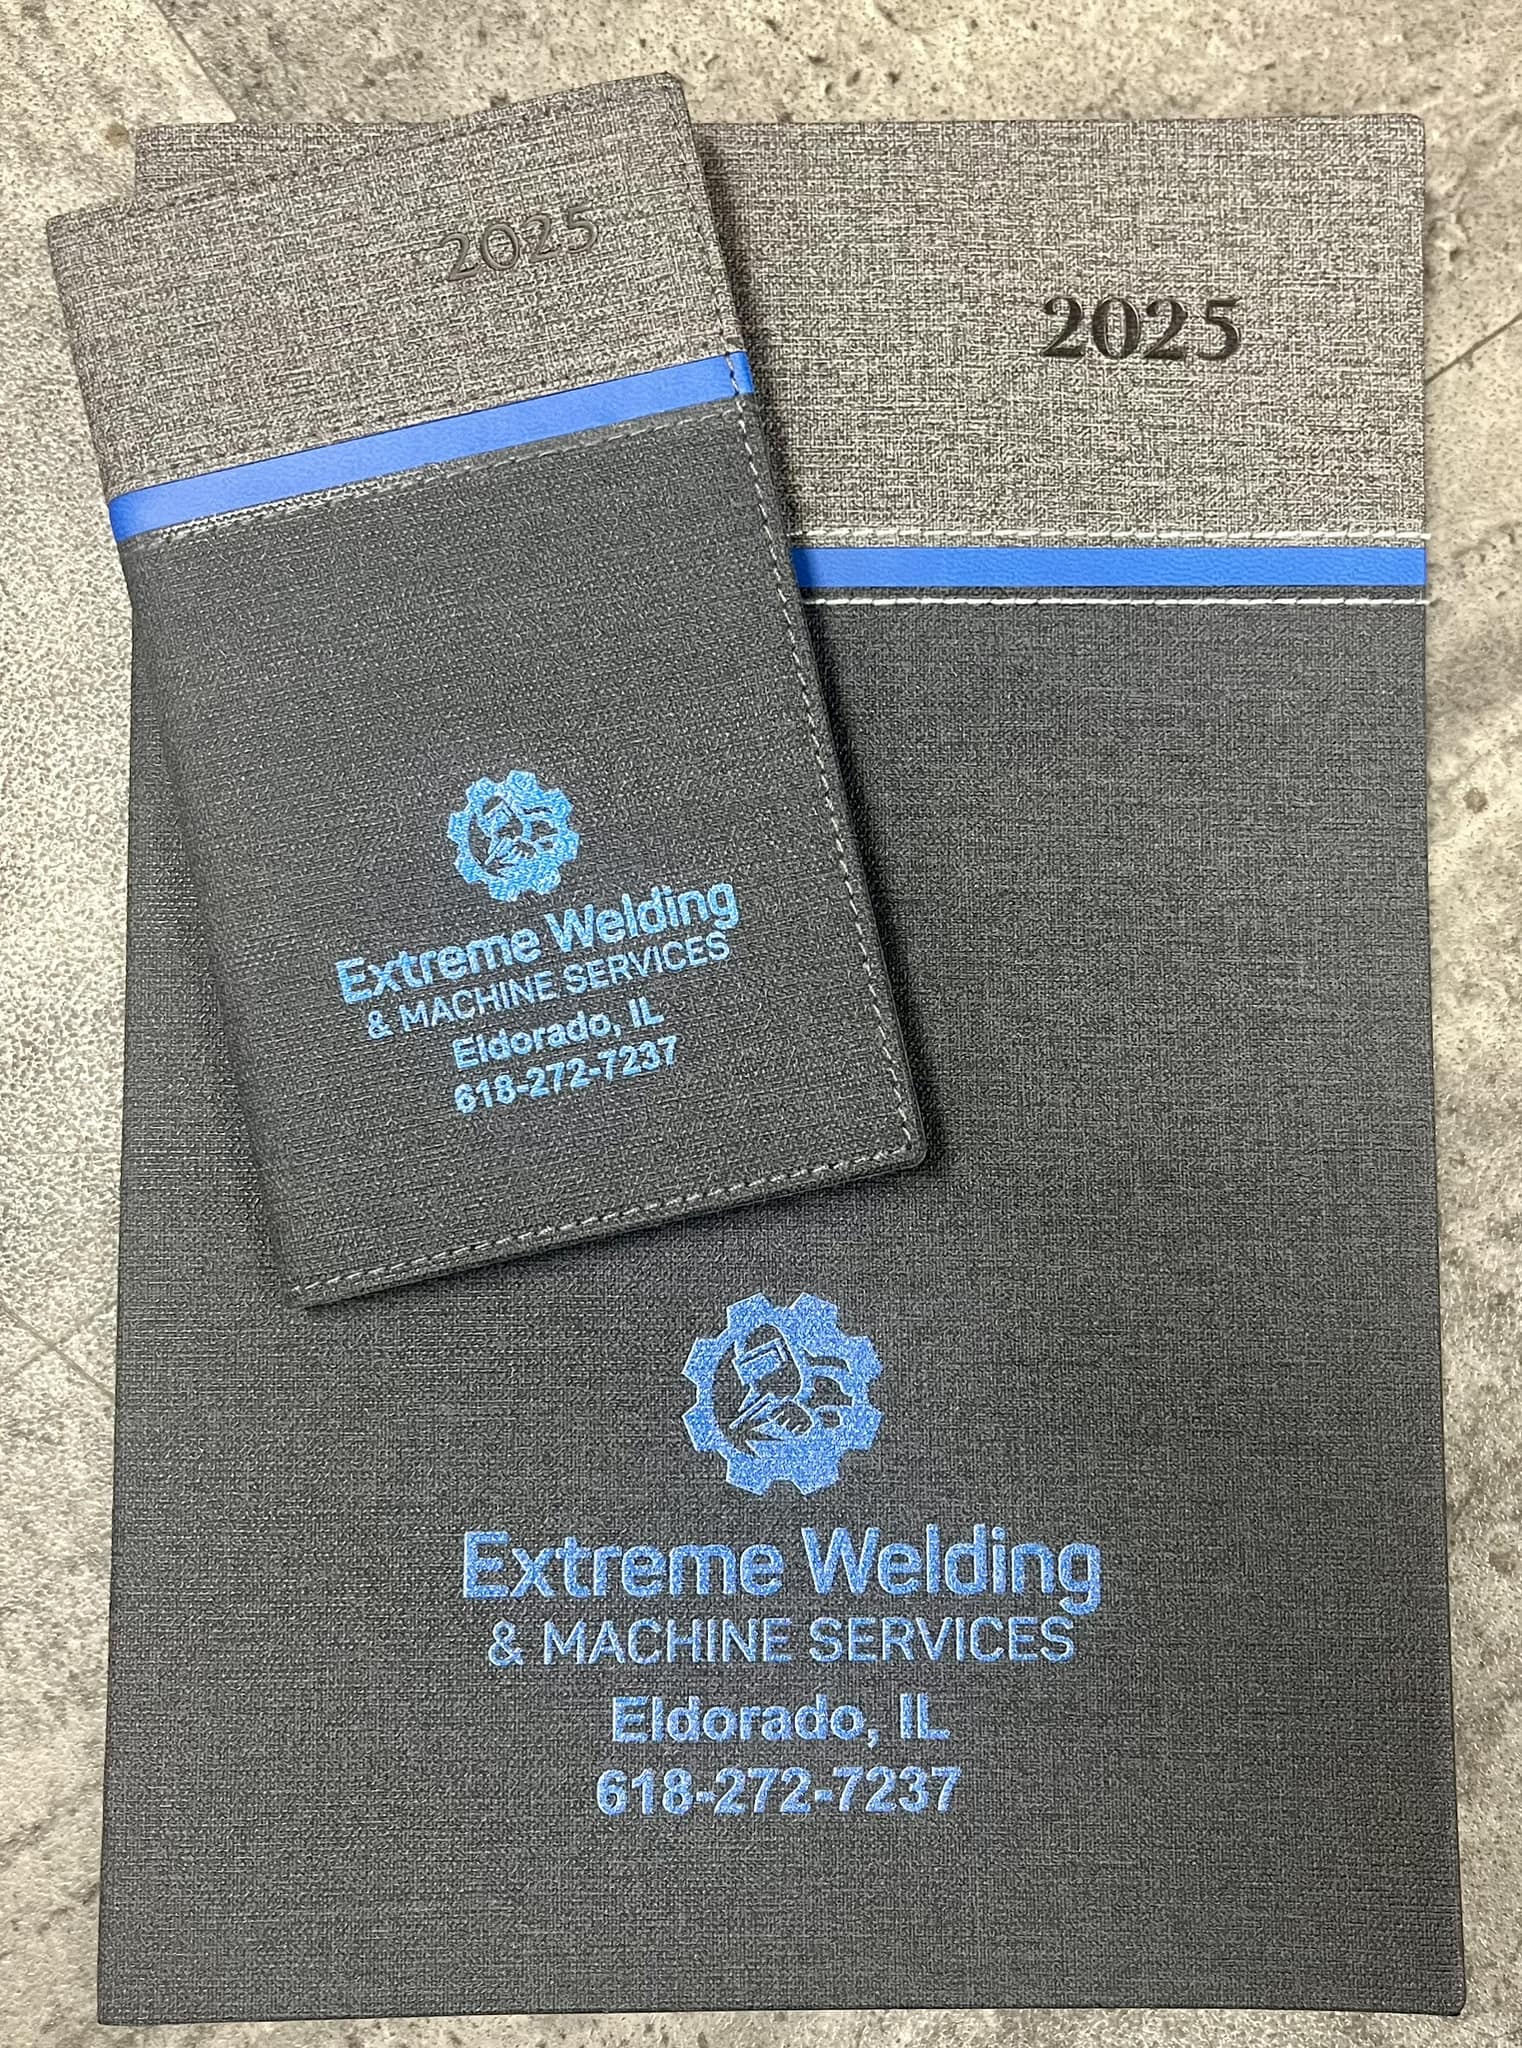 2025
Extreme Welding
& MACHINE SERVICES
Eldorado, IL
618-272-7237
2025
Extreme Welding
& MACHINE SERVICES
Eldorado, IL
618-272-7237